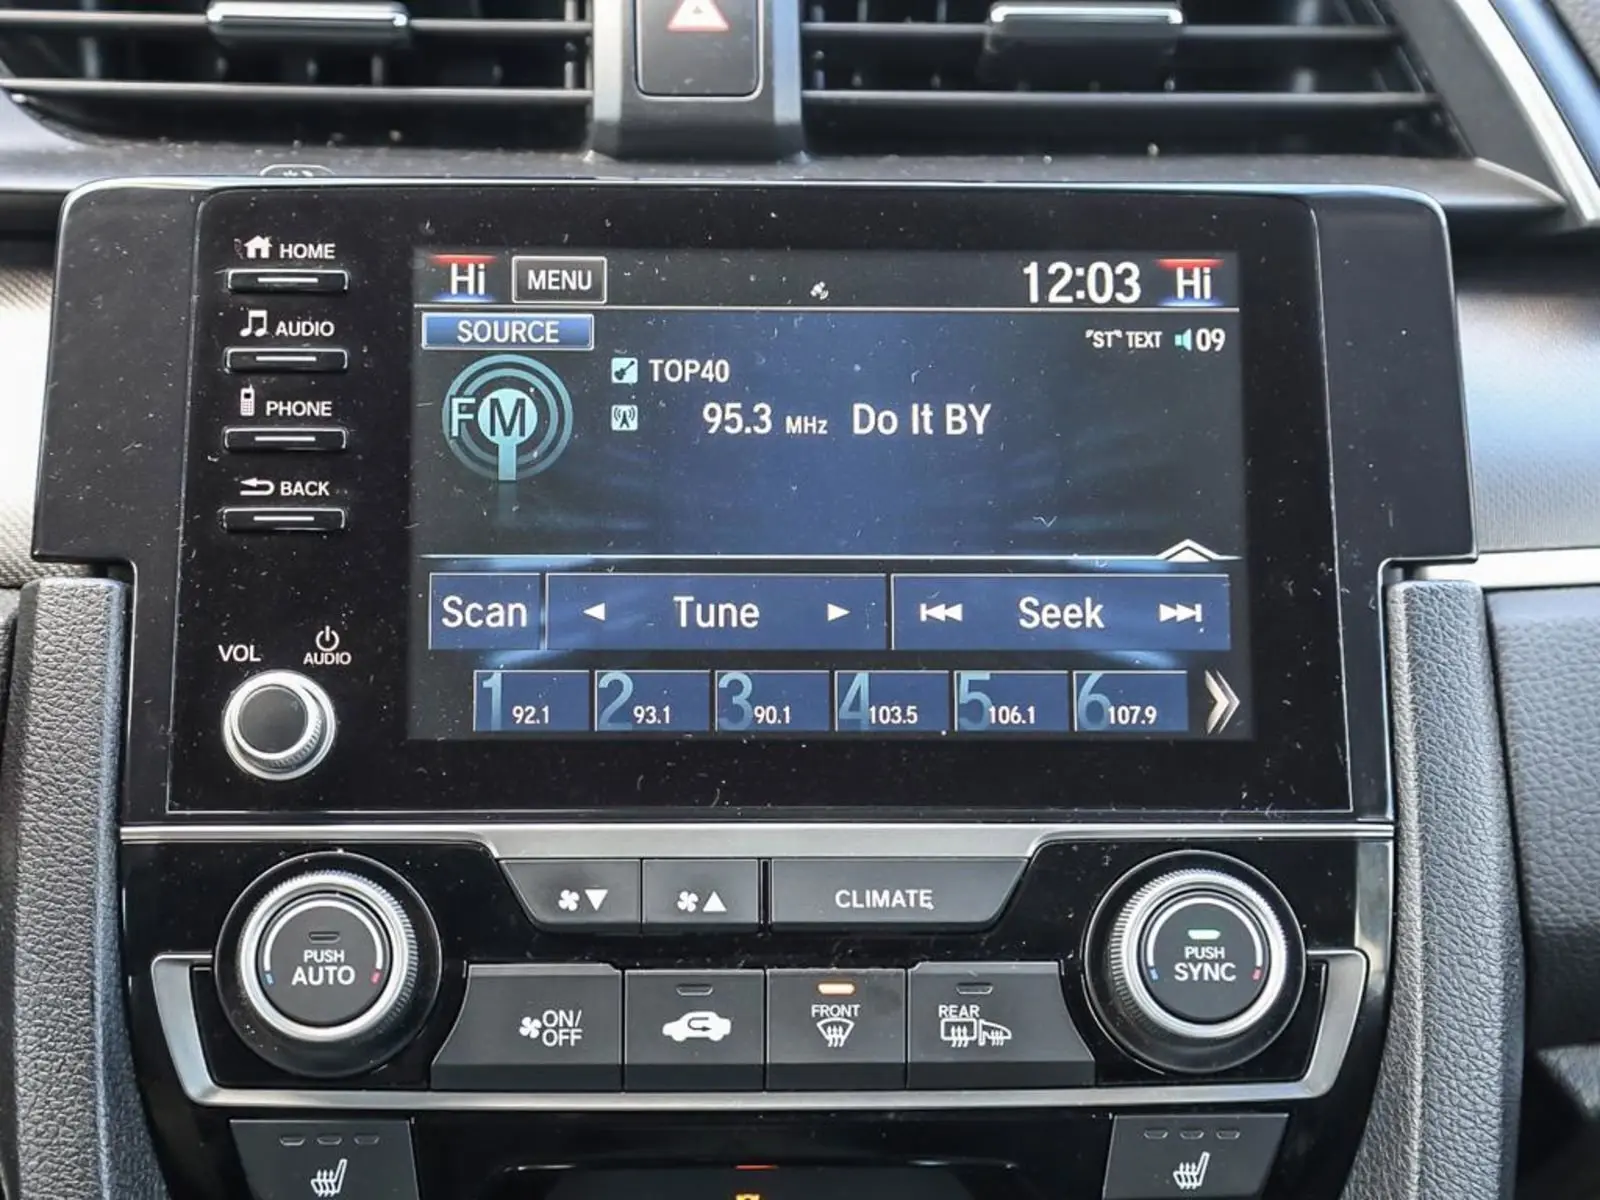 HOME
AUDIO
PHONE
BACK
VOL
AUDIO
Hi MENU 12:03 Hi
SOURCE "ST" TEXT 09
FM
TOP40
95.3 MHz Do It BY
Scan Tune Seek
1 92.1 2 93.1 3 90.1 4 103.5 5 106.1 6 107.9
CLIMATE
PUSH
AUTO
PUSH
SYNC
ON/
OFF
FRONT
REAR